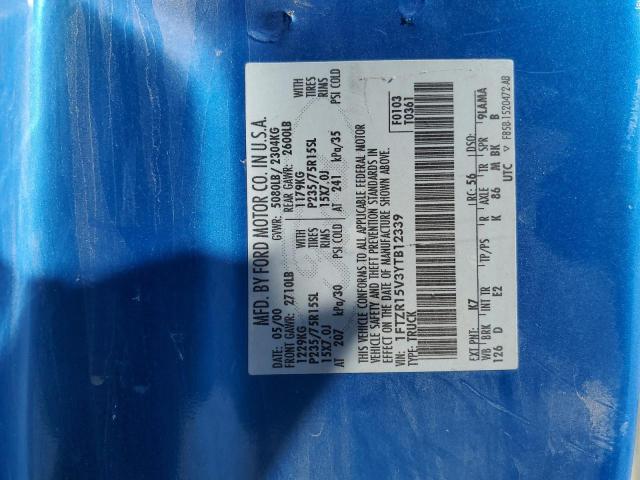 MFD. BY FORD MOTOR CO. IN U.S.A.
DATE: 05/00 GVWR: 5080LB/ 2304KG
FRONT GAWR: 2710LB REAR GAWR: 2600LB
1229KG 1179KG WITH
P235/75R15SL P235/75R15SL TIRES
15X7.0J 15X7.0J RIMS
AT 207 kPa/30 PSI COLD AT 241 kPa/35 PSI COLD
THIS VEHICLE CONFORMS TO ALL APPLICABLE FEDERAL MOTOR
VEHICLE SAFETY AND THEFT PREVENTION STANDARDS IN
EFFECT ON THE DATE OF MANUFACTURE SHOWN ABOVE.
VIN: 1FTZR15V3YTB12339
TYPE: TRUCK
F0103
T0361
EXT PNT: K7 RC: 56 DSO:
WB BRK INT TR TP/PS R AXLE TR SPR 9LAMA
126 D E2 K 86 M BK B
UTC
F85B-1520472-AB